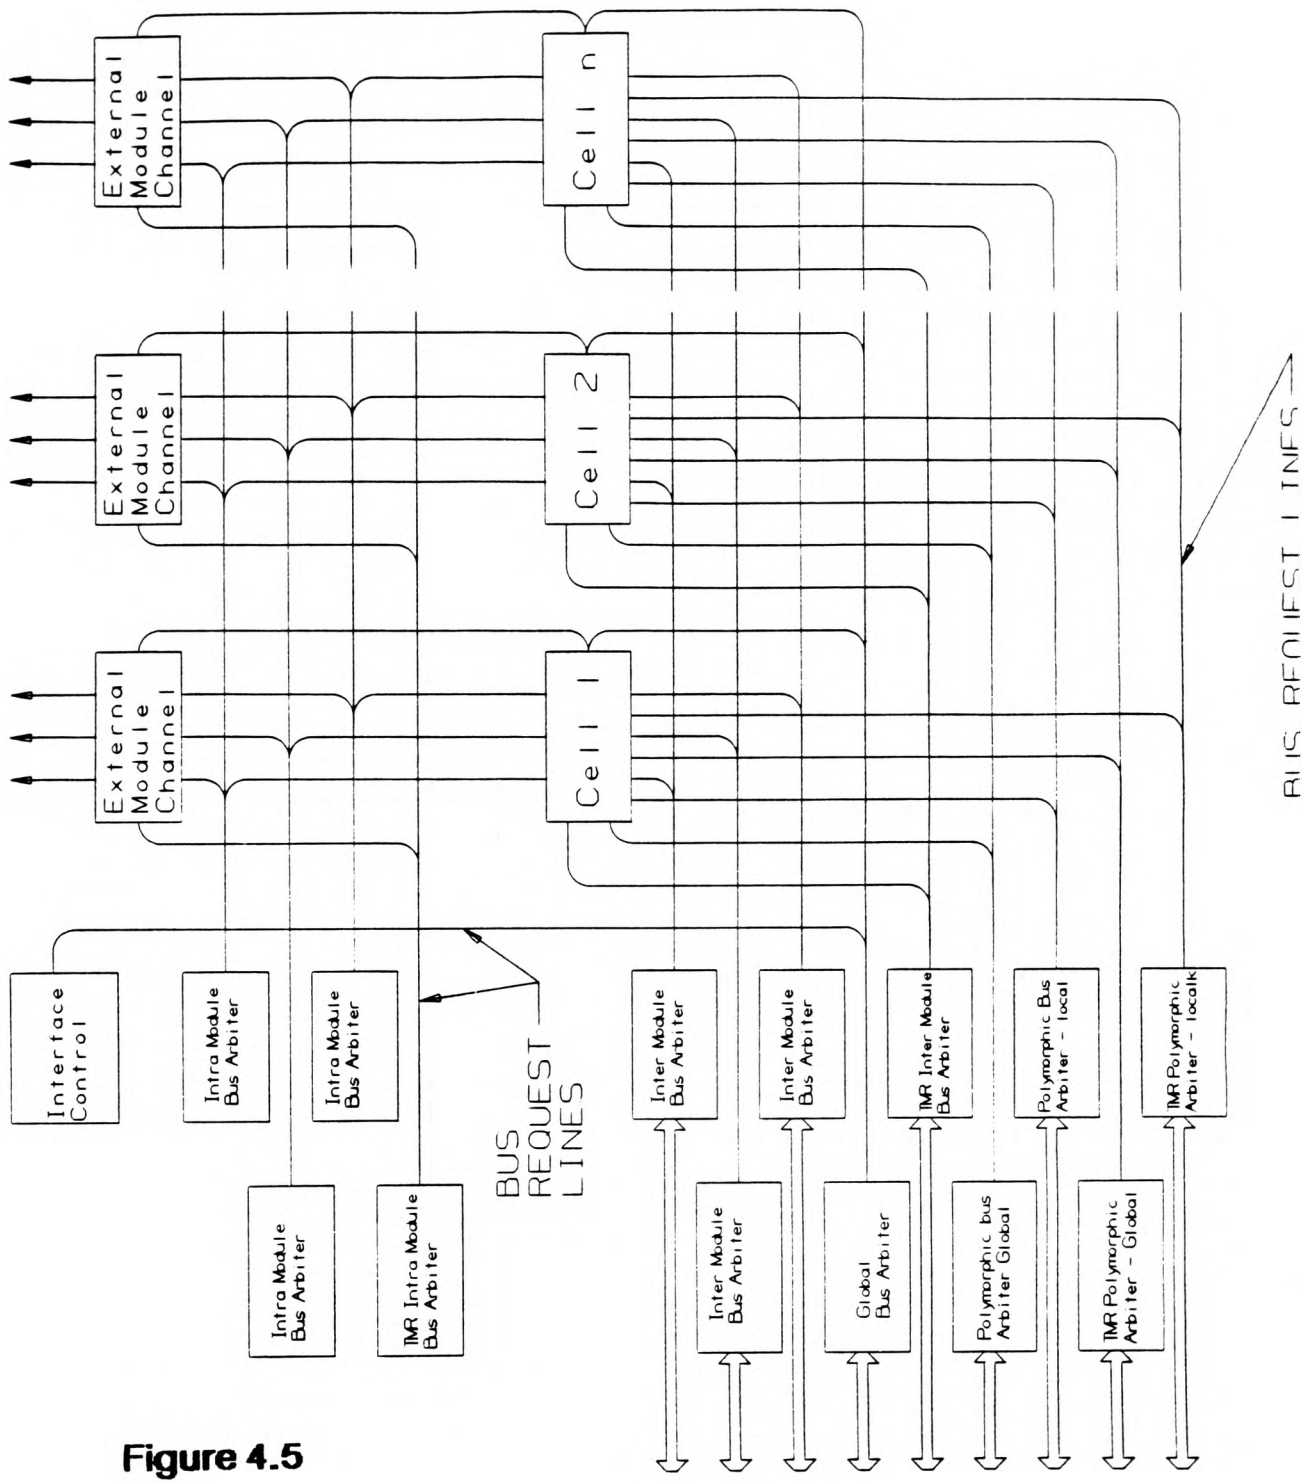 External
Module
Channel
Cell n
External
Module
Channel
Cell 2
External
Module
Channel
Cell 1
BUS REQUEST LINES
Interface
Control
Intra Module
Bus Arbiter
Intra Module
Bus Arbiter
Inter Module
Bus Arbiter
Inter Module
Bus Arbiter
TMR Inter Module
Bus Arbiter
Polymorphic Bus
Arbiter - local
TMR Polymorphic
Arbiter - localk
BUS
REQUEST
LINES
Intra Module
Bus Arbiter
TMR Intra Module
Bus Arbiter
Inter Module
Bus Arbiter
Global
Bus Arbiter
Polymorphic bus
Arbiter Global
TMR Polymorphic
Arbiter - Global
Figure 4.5